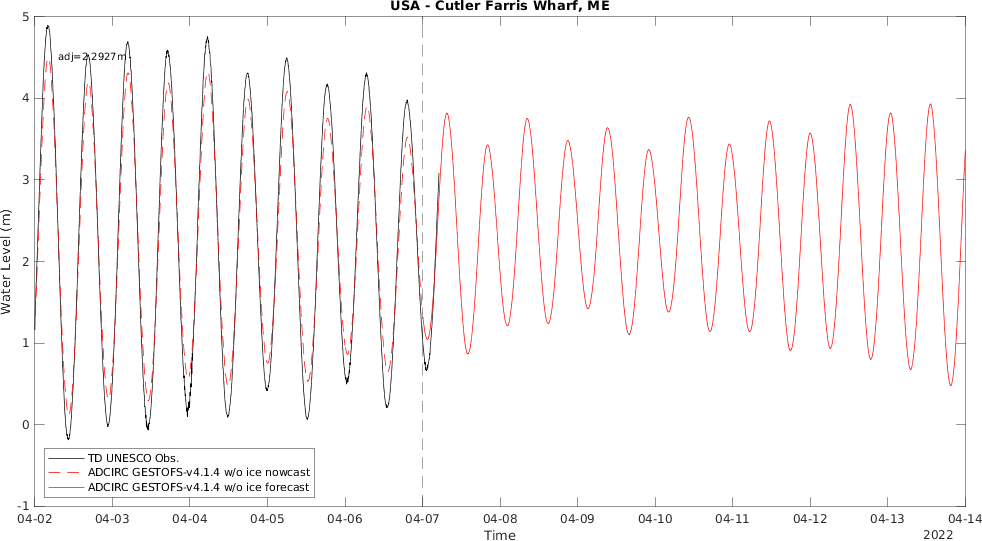 USA - Cutler Farris Wharf, ME
adj=2.2927m
Water Level (m)
5
4
3
2
1
0
-1
TD UNESCO Obs.
ADCIRC GESTOFS-v4.1.4 w/o ice nowcast
ADCIRC GESTOFS-v4.1.4 w/o ice forecast
04-02 04-03 04-04 04-05 04-06 04-07 04-08 04-09 04-10 04-11 04-12 04-13 04-14
Time
2022